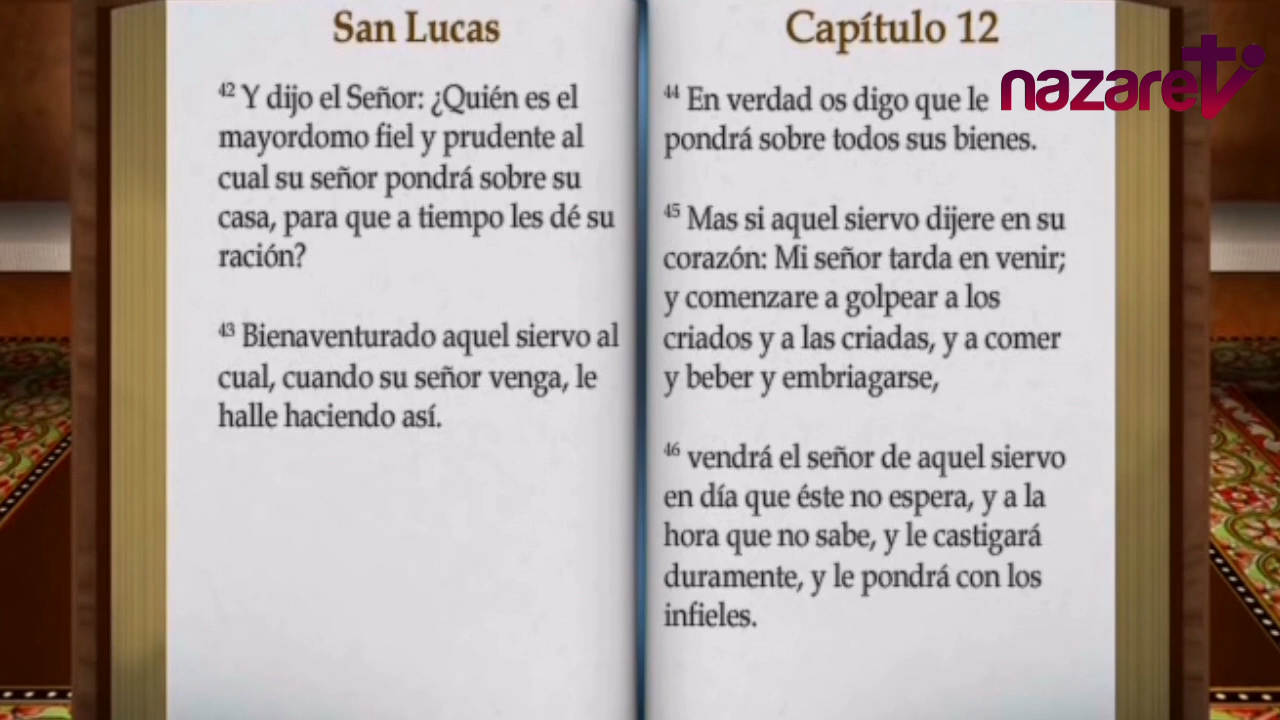 San Lucas
42 Y dijo el Señor: ¿Quién es el
mayordomo fiel y prudente al
cual su señor pondrá sobre su
casa, para que a tiempo les dé su
ración?
43 Bienaventurado aquel siervo al
cual, cuando su señor venga, le
halle haciendo así.
Capítulo 12
nazaretv
44 En verdad os digo que le
pondrá sobre todos sus bienes.
45 Mas si aquel siervo dijere en su
corazón: Mi señor tarda en venir;
y comenzare a golpear a los
criados y a las criadas, y a comer
y beber y embriagarse,
46 vendrá el señor de aquel siervo
en día que éste no espera, y a la
hora que no sabe, y le castigará
duramente, y le pondrá con los
infieles.